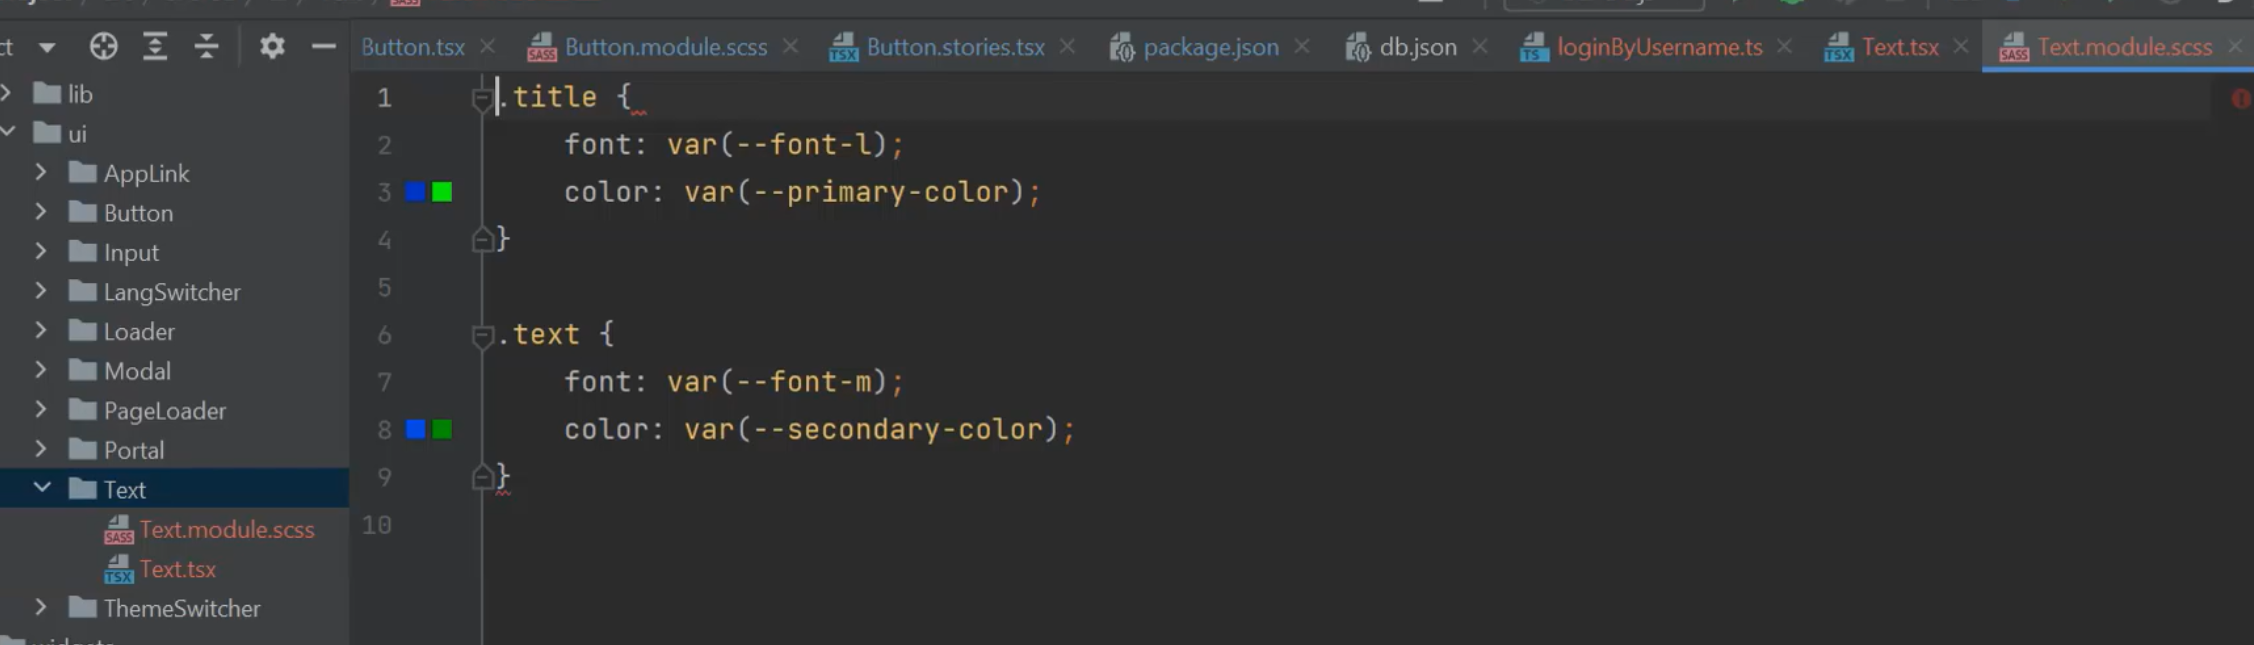 ct
Button.tsx
Button.module.scss
Button.stories.tsx
package.json
db.json
loginByUsername.ts
Text.tsx
Text.module.scss
lib
ui
AppLink
Button
Input
LangSwitcher
Loader
Modal
PageLoader
Portal
Text
SASS Text.module.scss
TSX Text.tsx
ThemeSwitcher
widgets
1 .title {
2 font: var(--font-l);
3 color: var(--primary-color);
4 }
5
6 .text {
7 font: var(--font-m);
8 color: var(--secondary-color);
9 }
10